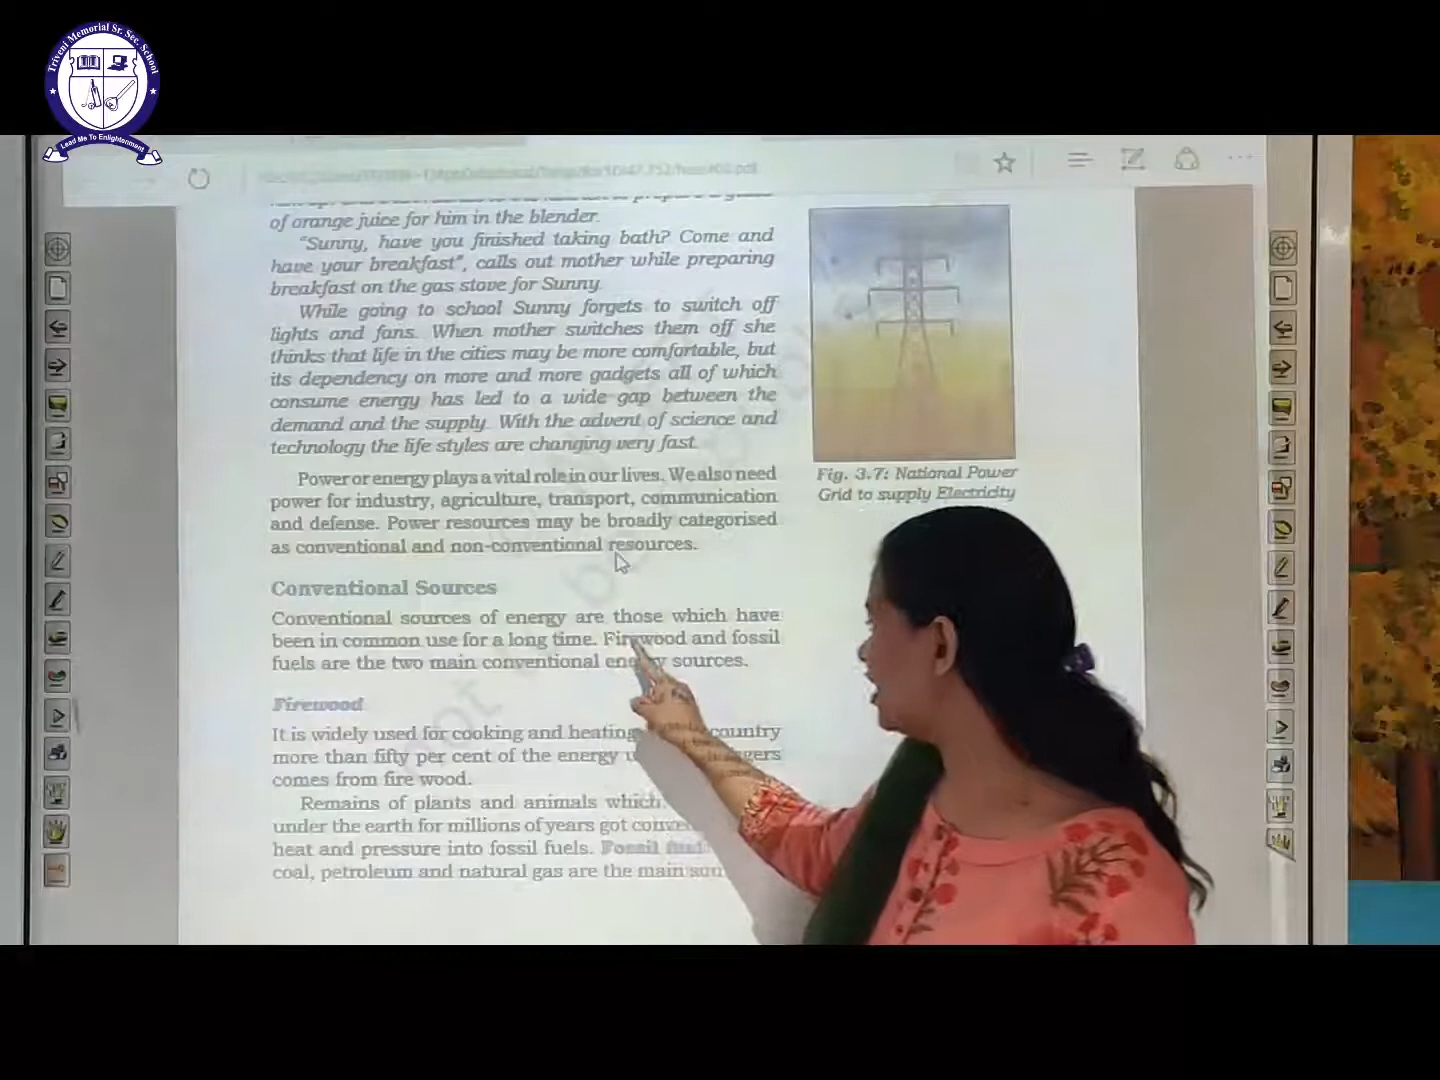 Triveni Memorial Sr. Sec. School
Lead Me To Enlightenment
of orange juice for him in the blender.
"Sunny, have you finished taking bath? Come and
have your breakfast", calls out mother while preparing
breakfast on the gas stove for Sunny.
While going to school Sunny forgets to switch off
lights and fans. When mother switches them off she
thinks that life in the cities may be more comfortable, but
its dependency on more and more gadgets all of which
consume energy has led to a wide gap between the
demand and the supply. With the advent of science and
technology the life styles are changing very fast.
Fig. 3.7: National Power
Grid to supply Electricity
Power or energy plays a vital role in our lives. We also need
power for industry, agriculture, transport, communication
and defense. Power resources may be broadly categorised
as conventional and non-conventional resources.
Conventional Sources
Conventional sources of energy are those which have
been in common use for a long time. Firewood and fossil
fuels are the two main conventional energy sources.
Firewood
It is widely used for cooking and heating country
more than fifty per cent of the energy
comes from fire wood.
Remains of plants and animals which
under the earth for millions of years got
heat and pressure into fossil fuels. Fossil
coal, petroleum and natural gas are the main